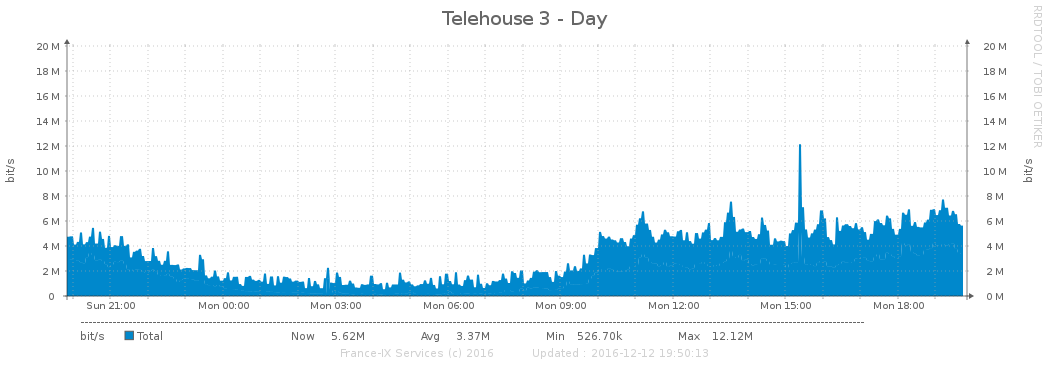 Telehouse 3 - Day
RRDTOOL / TOBI OETIKER
bit/s
bit/s
20 M 20 M
18 M 18 M
16 M 16 M
14 M 14 M
12 M 12 M
10 M 10 M
8 M 8 M
6 M 6 M
4 M 4 M
2 M 2 M
0 0 M
Sun 21:00 Mon 00:00 Mon 03:00 Mon 06:00 Mon 09:00 Mon 12:00 Mon 15:00 Mon 18:00
bit/s Total Now 5.62M Avg 3.37M Min 526.70k Max 12.12M
France-IX Services (c) 2016 Updated : 2016-12-12 19:50:13